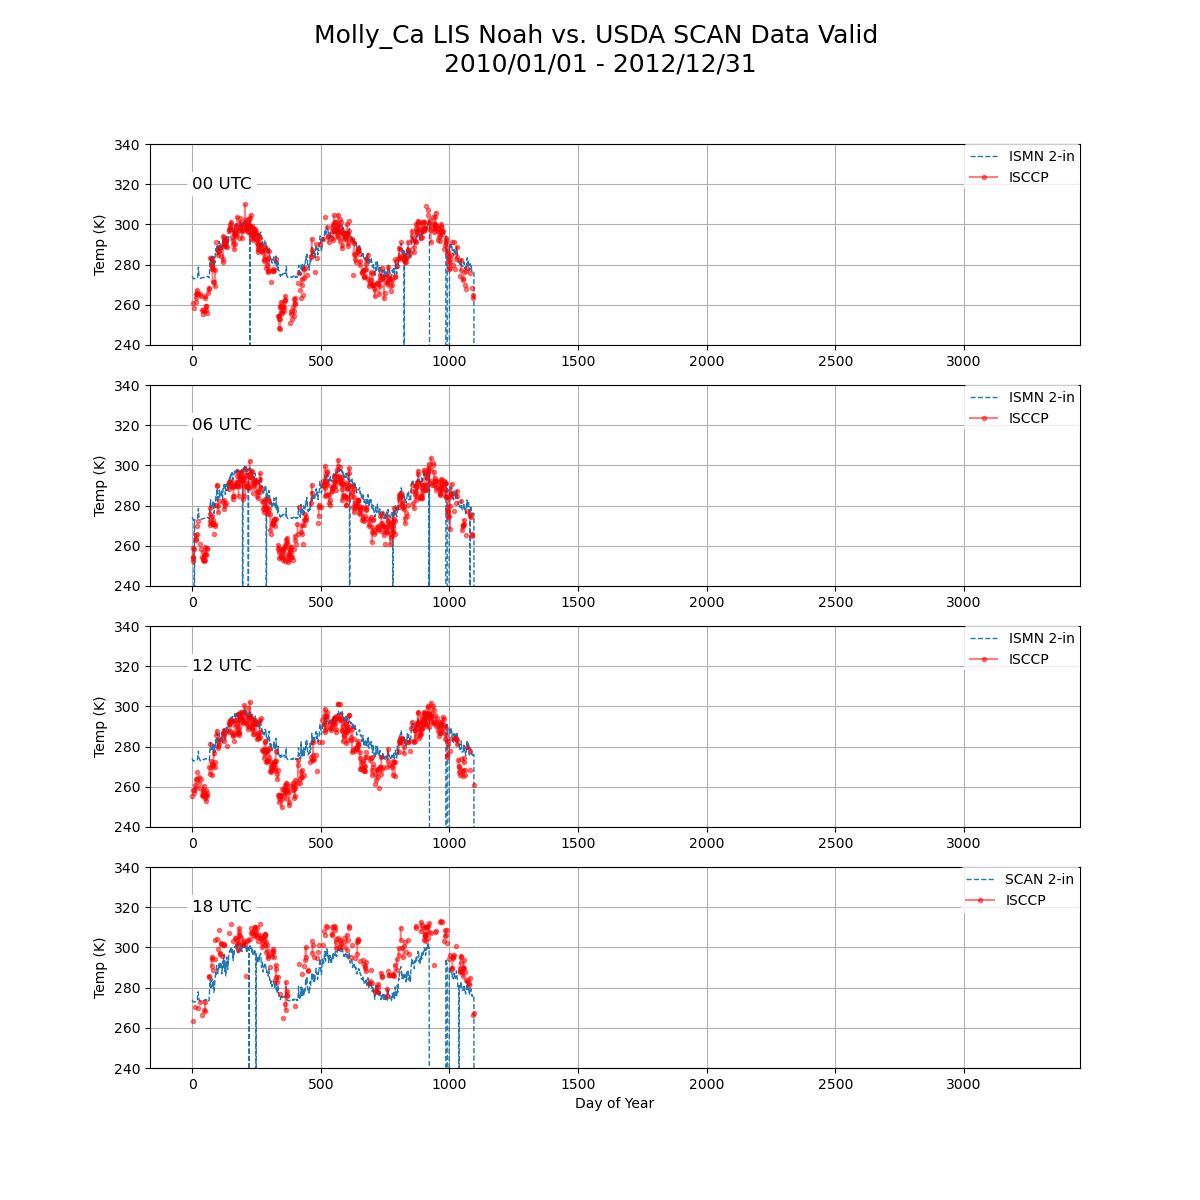 Molly_Ca LIS Noah vs. USDA SCAN Data Valid
2010/01/01 - 2012/12/31
340
320
300
280
260
240
Temp (K)
00 UTC
ISMN 2-in
ISCCP
0 500 1000 1500 2000 2500 3000
340
320
300
280
260
240
Temp (K)
06 UTC
ISMN 2-in
ISCCP
0 500 1000 1500 2000 2500 3000
340
320
300
280
260
240
Temp (K)
12 UTC
ISMN 2-in
ISCCP
0 500 1000 1500 2000 2500 3000
340
320
300
280
260
240
Temp (K)
18 UTC
SCAN 2-in
ISCCP
0 500 1000 1500 2000 2500 3000
Day of Year